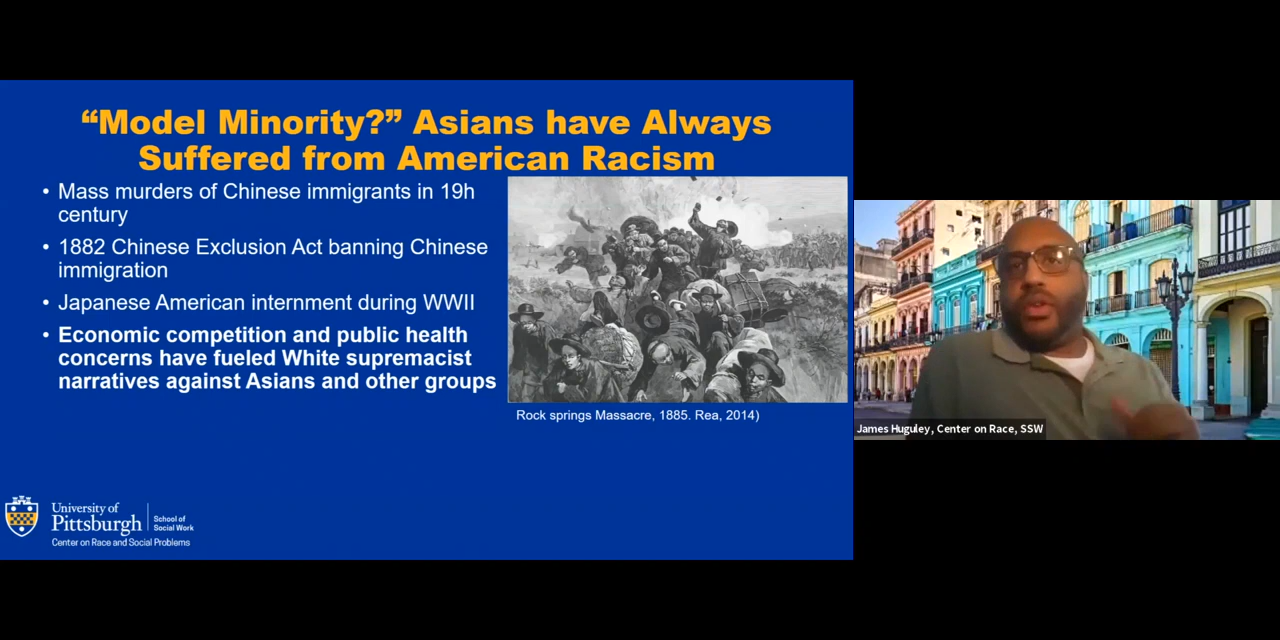 “Model Minority?” Asians have Always
Suffered from American Racism
• Mass murders of Chinese immigrants in 19h
century
• 1882 Chinese Exclusion Act banning Chinese
immigration
• Japanese American internment during WWII
• Economic competition and public health
concerns have fueled White supremacist
narratives against Asians and other groups
Rock springs Massacre, 1885. Rea, 2014)
University of
Pittsburgh
School of
Social Work
Center on Race and Social Problems
James Huguley, Center on Race, SSW